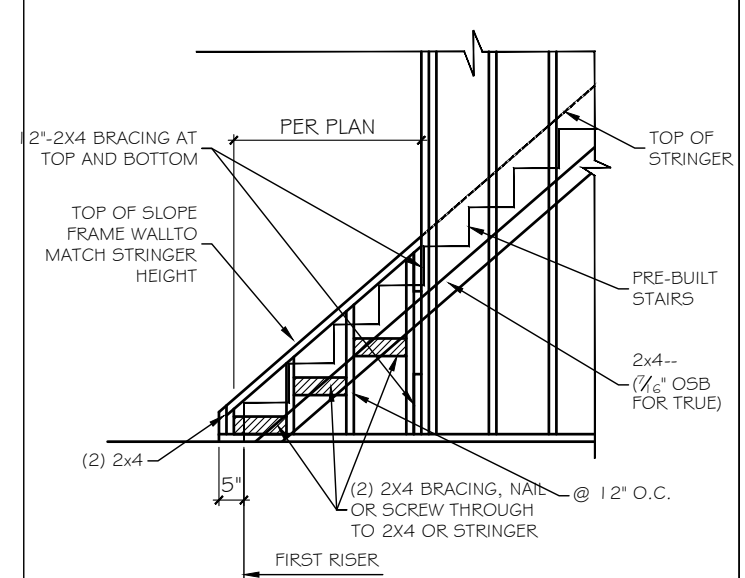 PER PLAN
12"-2X4 BRACING AT
TOP AND BOTTOM
TOP OF
STRINGER
TOP OF SLOPE
FRAME WALLTO
MATCH STRINGER
HEIGHT
PRE-BUILT
STAIRS
2x4--
(7/16" OSB
FOR TRUE)
(2) 2x4
5"
(2) 2X4 BRACING, NAIL
OR SCREW THROUGH
TO 2X4 OR STRINGER
@ 12" O.C.
FIRST RISER